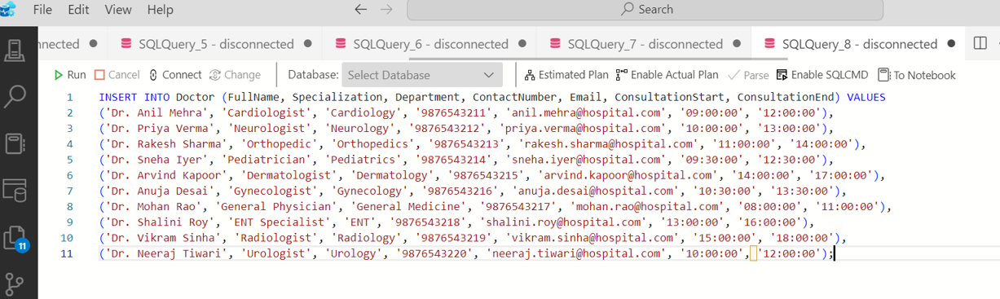 File Edit View Help Search
nnected SQLQuery_5 - disconnected SQLQuery_6 - disconnected SQLQuery_7 - disconnected SQLQuery_8 - disconnected
Run Cancel Connect Change Database: Select Database Estimated Plan Enable Actual Plan Parse Enable SQLCMD To Notebook
1 INSERT INTO Doctor (FullName, Specialization, Department, ContactNumber, Email, ConsultationStart, ConsultationEnd) VALUES
2 ('Dr. Anil Mehra', 'Cardiologist', 'Cardiology', '9876543211', 'anil.mehra@hospital.com', '09:00:00', '12:00:00'),
3 ('Dr. Priya Verma', 'Neurologist', 'Neurology', '9876543212', 'priya.verma@hospital.com', '10:00:00', '13:00:00'),
4 ('Dr. Rakesh Sharma', 'Orthopedic', 'Orthopedics', '9876543213', 'rakesh.sharma@hospital.com', '11:00:00', '14:00:00'),
5 ('Dr. Sneha Iyer', 'Pediatrician', 'Pediatrics', '9876543214', 'sneha.iyer@hospital.com', '09:30:00', '12:30:00'),
6 ('Dr. Arvind Kapoor', 'Dermatologist', 'Dermatology', '9876543215', 'arvind.kapoor@hospital.com', '14:00:00', '17:00:00'),
7 ('Dr. Anuja Desai', 'Gynecologist', 'Gynecology', '9876543216', 'anuja.desai@hospital.com', '10:30:00', '13:30:00'),
8 ('Dr. Mohan Rao', 'General Physician', 'General Medicine', '9876543217', 'mohan.rao@hospital.com', '08:00:00', '11:00:00'),
9 ('Dr. Shalini Roy', 'ENT Specialist', 'ENT', '9876543218', 'shalini.roy@hospital.com', '13:00:00', '16:00:00'),
10 ('Dr. Vikram Sinha', 'Radiologist', 'Radiology', '9876543219', 'vikram.sinha@hospital.com', '15:00:00', '18:00:00'),
11 ('Dr. Neeraj Tiwari', 'Urologist', 'Urology', '9876543220', 'neeraj.tiwari@hospital.com', '10:00:00', '12:00:00');
11